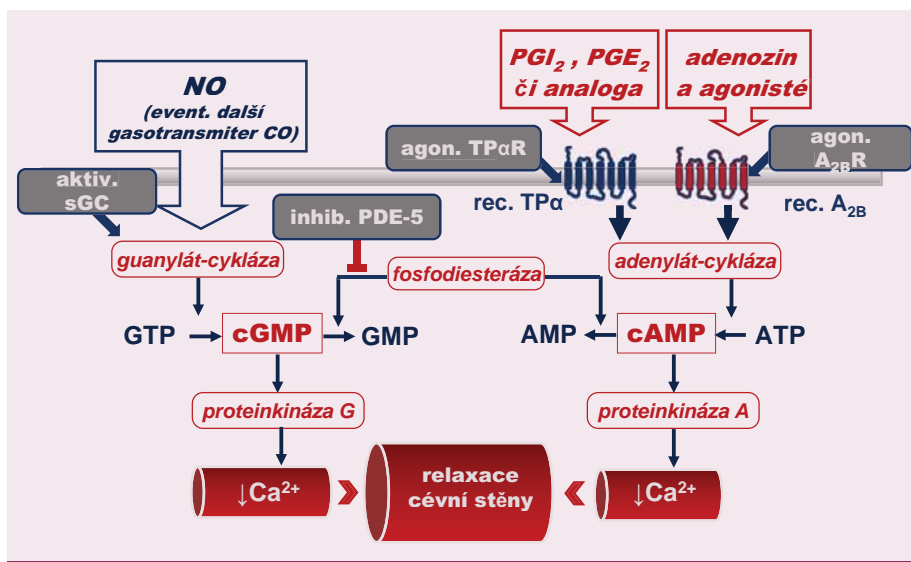 NO
(event. další
gasotransmiter CO)
PGI₂ , PGE₂
či analoga
adenozin
a agonisté
agon. TPαR
agon.
A₂BR
aktiv.
sGC
inhib. PDE-5
rec. TPα
rec. A₂B
guanylát-cykláza
fosfodiesteráza
adenylát-cykláza
GTP
cGMP
GMP
AMP
cAMP
ATP
proteinkináza G
proteinkináza A
↓Ca²⁺
relaxace
cévní stěny
↓Ca²⁺